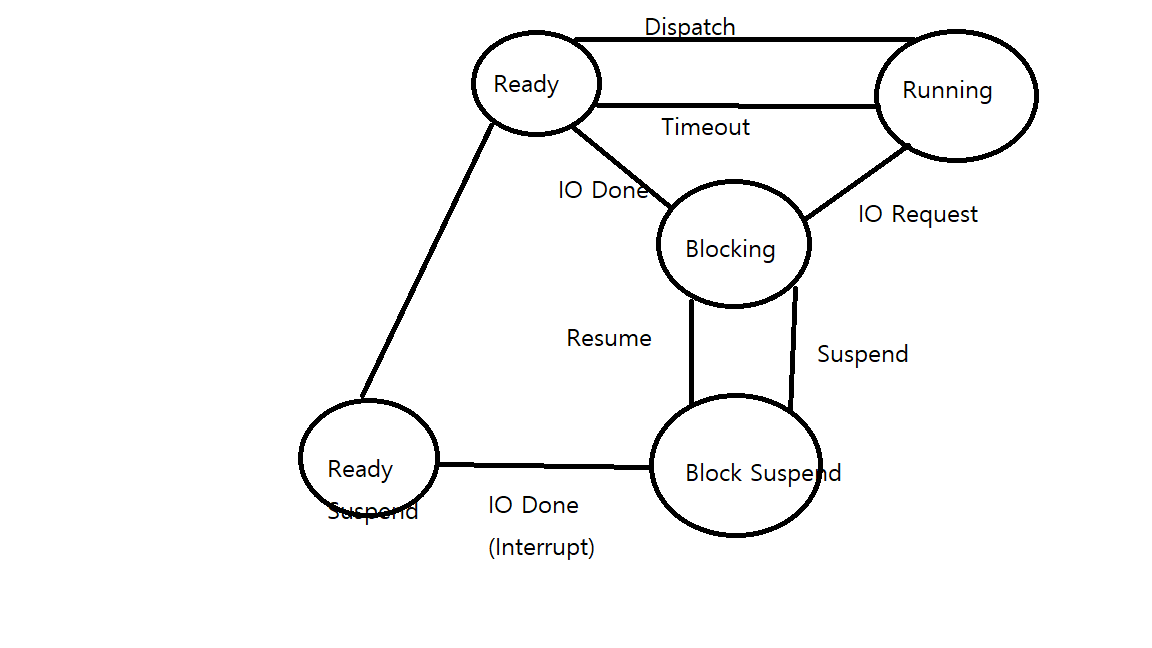 Dispatch
Ready
Running
Timeout
IO Done
IO Request
Blocking
Resume
Suspend
Ready
Suspend
Block Suspend
IO Done
(Interrupt)